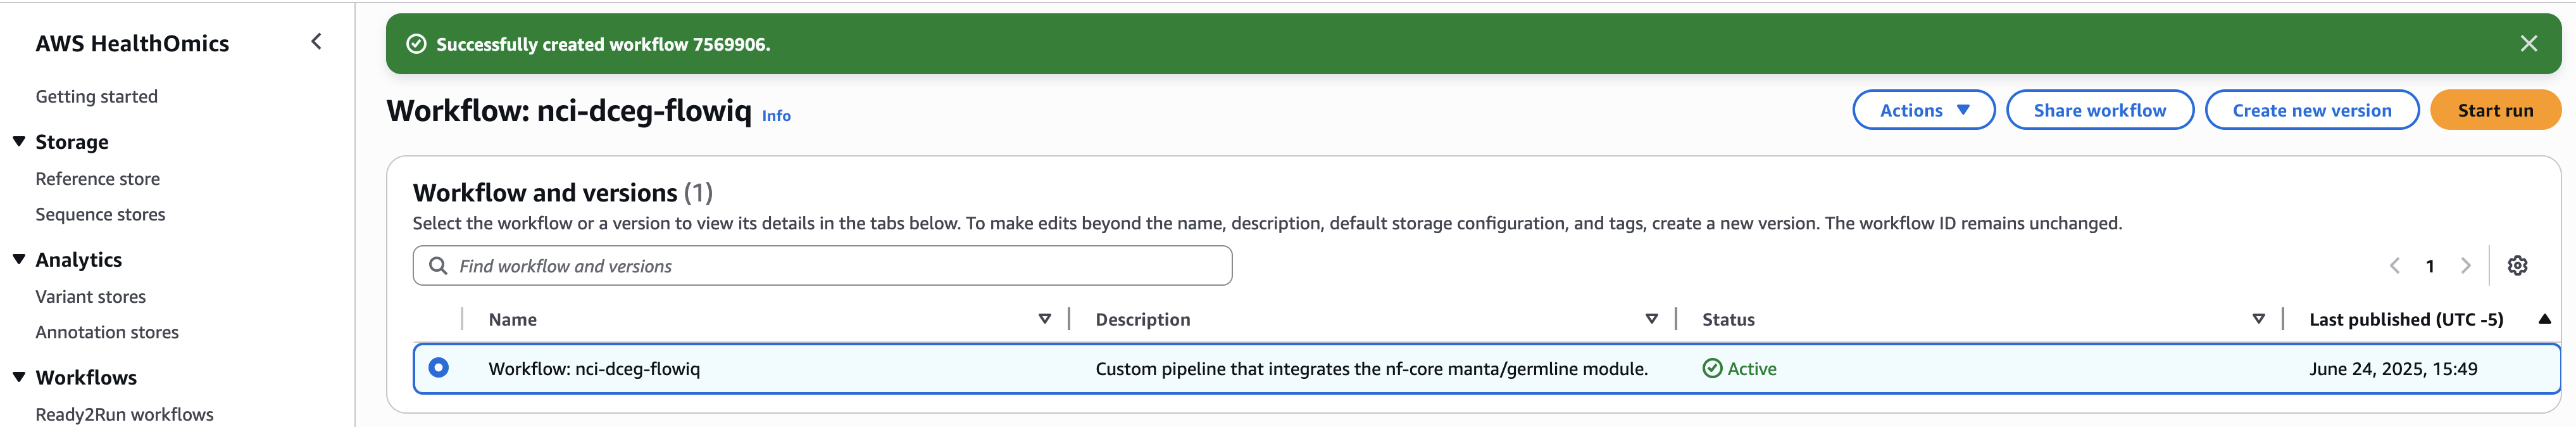 AWS HealthOmics
Getting started
Storage
Reference store
Sequence stores
Analytics
Variant stores
Annotation stores
Workflows
Ready2Run workflows
Successfully created workflow 7569906.
Workflow: nci-dceg-flowiq Info
Actions Share workflow Create new version Start run
Workflow and versions (1)
Select the workflow or a version to view its details in the tabs below. To make edits beyond the name, description, default storage configuration, and tags, create a new version. The workflow ID remains unchanged.
Find workflow and versions
1
Name Description Status Last published (UTC -5)
Workflow: nci-dceg-flowiq Custom pipeline that integrates the nf-core manta/germline module. Active June 24, 2025, 15:49